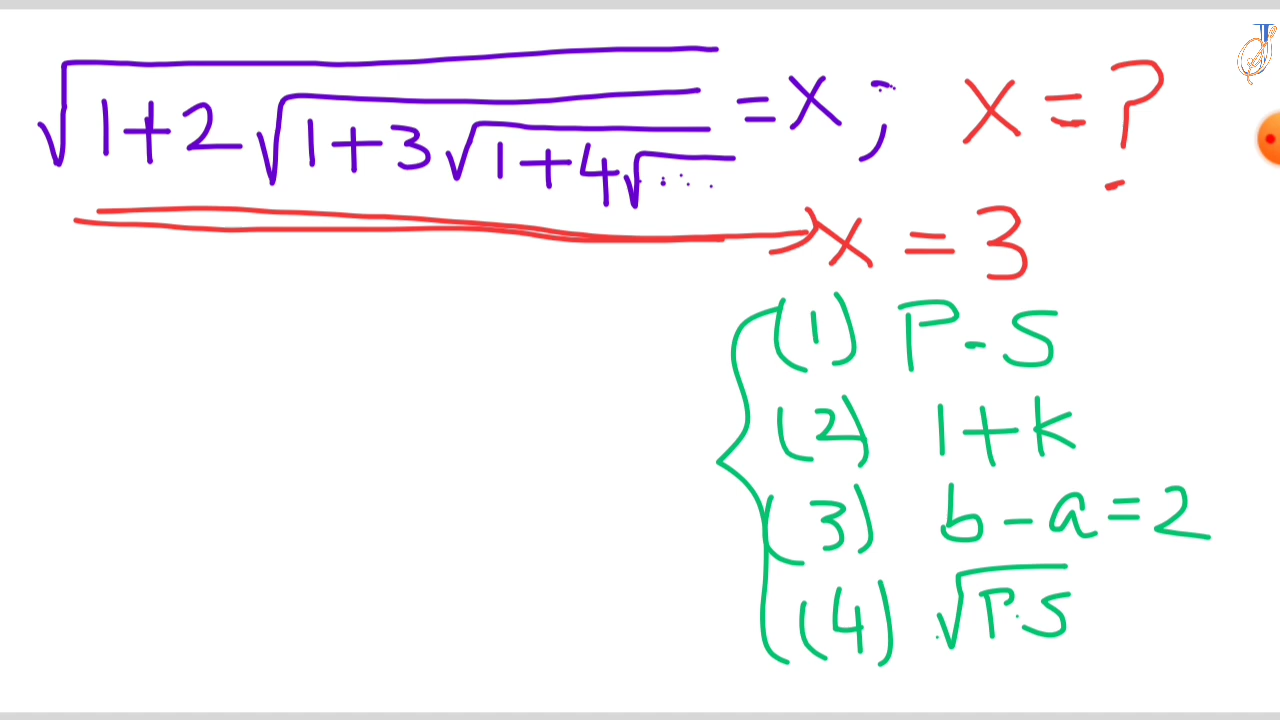 √(1+2√(1+3√(1+4√(...)))) = x ; x = ?
x = 3
(1) P-S
(2) 1+k
(3) b-a=2
(4) √P.S